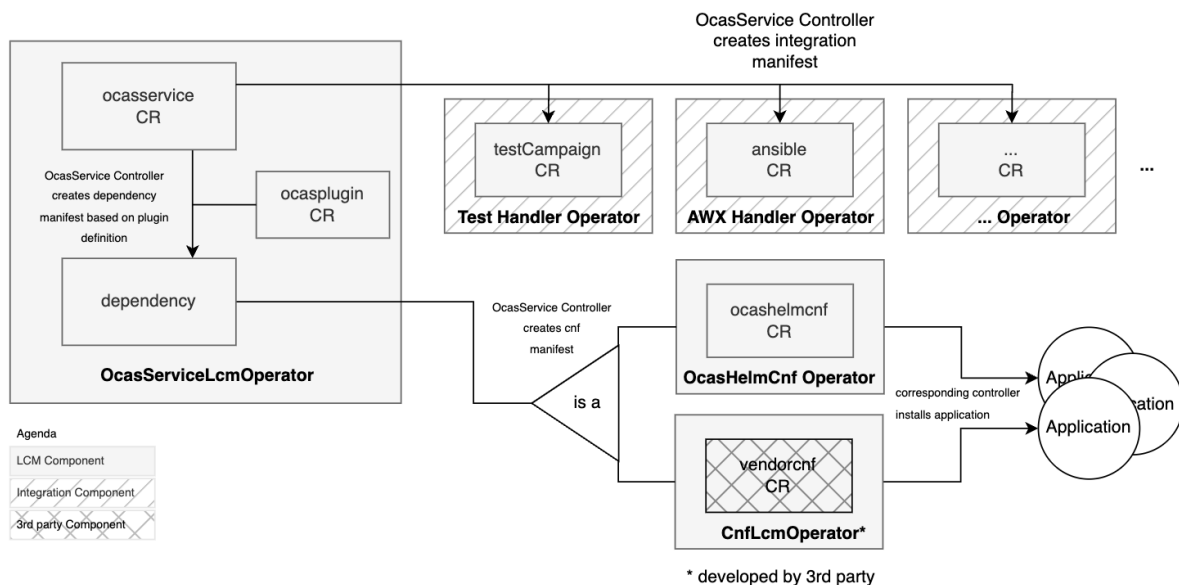 OcasService Controller
creates integration
manifest
ocasservice
CR
testCampaign
CR
Test Handler Operator
ansible
CR
AWX Handler Operator
...
CR
... Operator
...
OcasService Controller
creates dependency
manifest based on plugin
definition
ocasplugin
CR
dependency
OcasServiceLcmOperator
OcasService Controller
creates cnf
manifest
is a
ocashelmcnf
CR
OcasHelmCnf Operator
vendorcnf
CR
CnfLcmOperator*
corresponding controller
installs application
Application
* developed by 3rd party
Agenda
LCM Component
Integration Component
3rd party Component